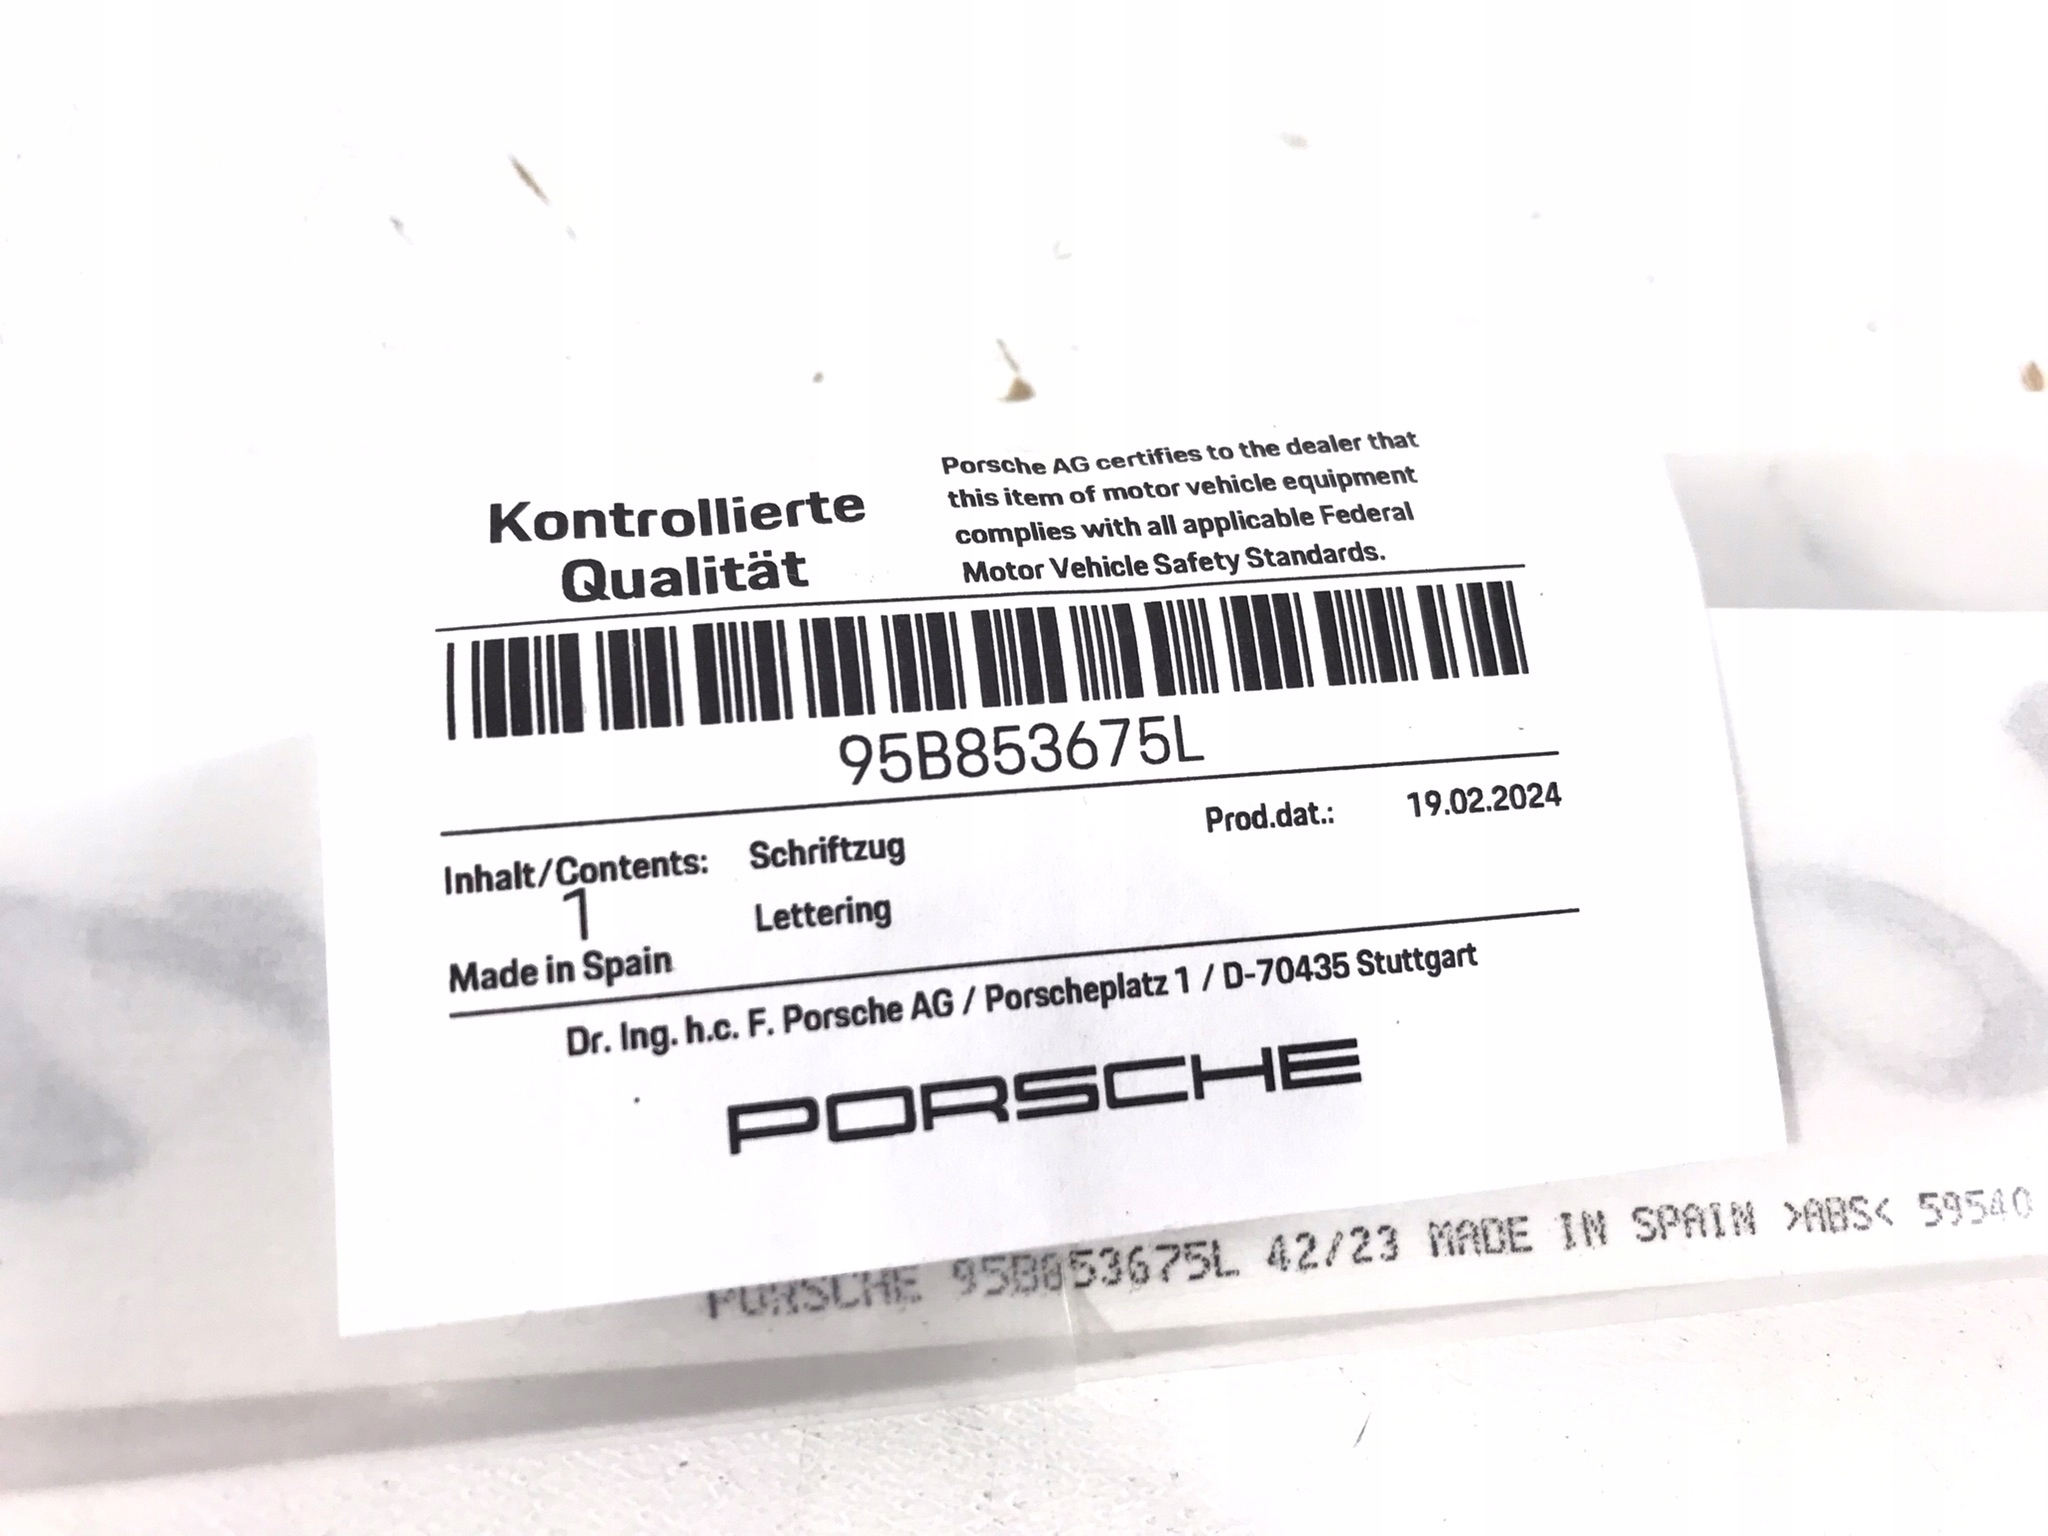 Kontrollierte
Qualität
Porsche AG certifies to the dealer that
this item of motor vehicle equipment
complies with all applicable Federal
Motor Vehicle Safety Standards.
95B853675L
Prod.dat.: 19.02.2024
Inhalt/Contents: Schriftzug
1 Lettering
Made in Spain
Dr. Ing. h.c. F. Porsche AG / Porscheplatz 1 / D-70435 Stuttgart
PORSCHE
PORSCHE 95B853675L 42/23 MADE IN SPAIN >ABS< 59540